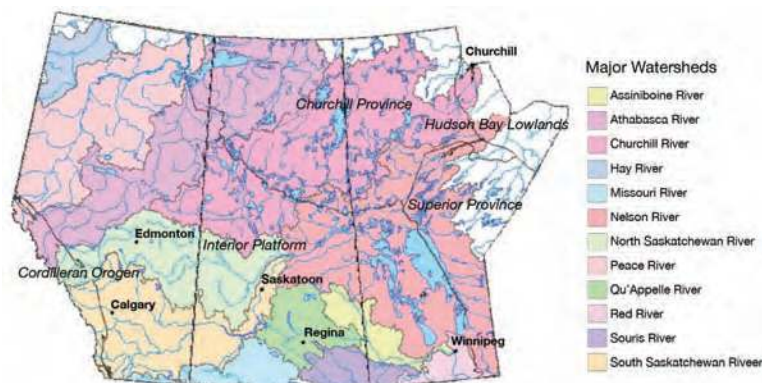 Churchill
Churchill Province
Hudson Bay Lowlands
Superior Province
Edmonton
Interior Platform
Cordilleran Orogen
Saskatoon
Calgary
Regina
Winnipeg
Major Watersheds
Assiniboine River
Athabasca River
Churchill River
Hay River
Missouri River
Nelson River
North Saskatchewan River
Peace River
Qu'Appelle River
Red River
Souris River
South Saskatchewan Riveer